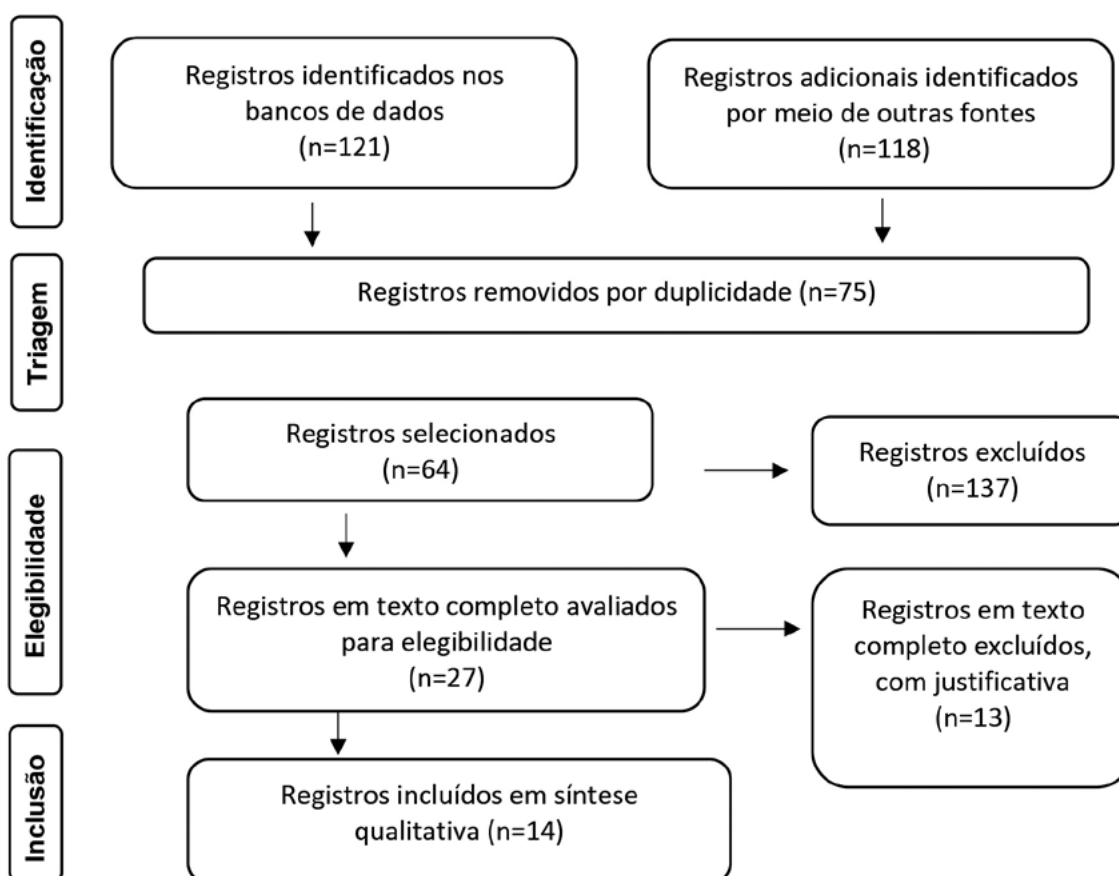 Identificação
Registros identificados nos
bancos de dados
(n=121)
Registros adicionais identificados
por meio de outras fontes
(n=118)
Triagem
Registros removidos por duplicidade (n=75)
Elegibilidade
Registros selecionados
(n=64)
Registros excluídos
(n=137)
Registros em texto completo avaliados
para elegibilidade
(n=27)
Registros em texto
completo excluídos,
com justificativa
(n=13)
Inclusão
Registros incluídos em síntese
qualitativa (n=14)